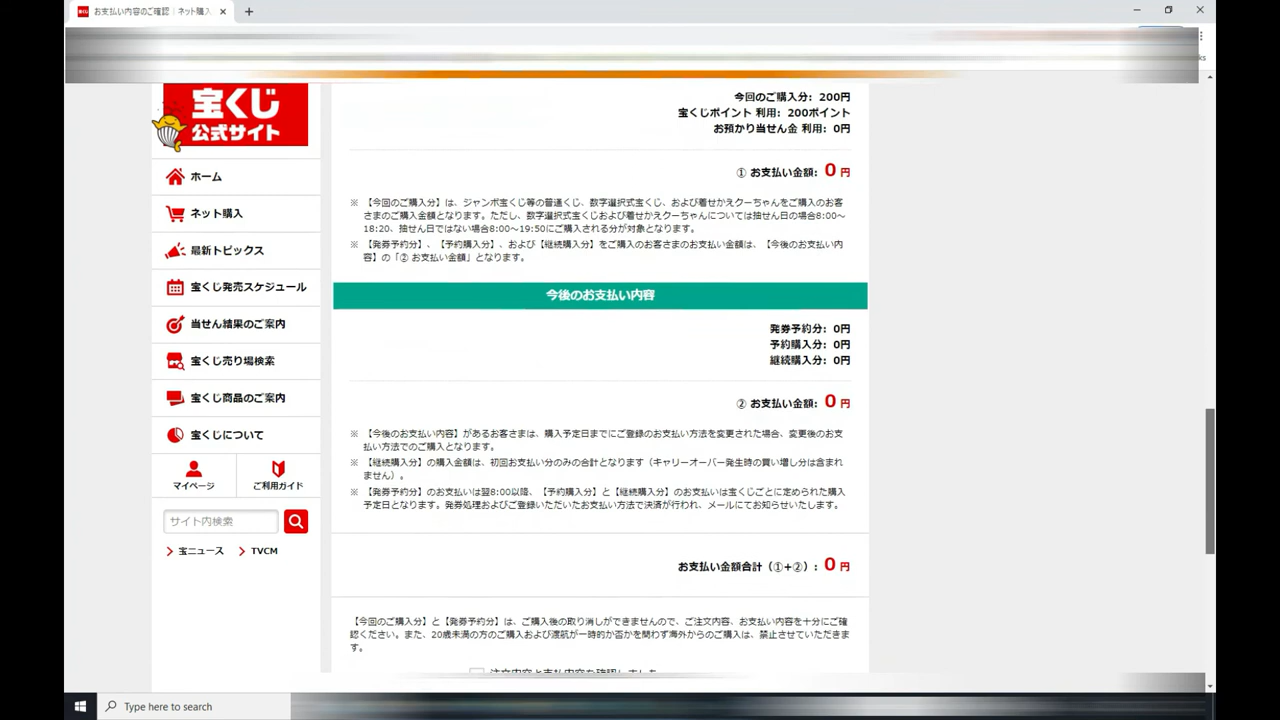 お支払い内容のご確認｜ネット購入
宝くじ
公式サイト
ホーム
ネット購入
最新トピックス
宝くじ発売スケジュール
当せん結果のご案内
宝くじ売り場検索
宝くじ商品のご案内
宝くじについて
マイページ
ご利用ガイド
サイト内検索
宝ニュース
TVCM
今回のご購入分: 200円
宝くじポイント 利用: 200ポイント
お預かり当せん金 利用: 0円
① お支払い金額: 0 円
※ 【今回のご購入分】は、ジャンボ宝くじ等の普通くじ、数字選択式宝くじ、および着せかえクーちゃんをご購入のお客
さまのご購入金額となります。ただし、数字選択式宝くじおよび着せかえクーちゃんについては抽せん日の場合8:00～
18:20、抽せん日ではない場合8:00～19:50にご購入される分が対象となります。
※ 【発券予約分】、【予約購入分】、および【継続購入分】をご購入のお客さまのお支払い金額は、【今後のお支払い内
容】の「② お支払い金額」となります。
今後のお支払い内容
発券予約分: 0円
予約購入分: 0円
継続購入分: 0円
② お支払い金額: 0 円
※ 【今後のお支払い内容】があるお客さまは、購入予定日までにご登録のお支払い方法を変更された場合、変更後のお支
払い方法でのご購入となります。
※ 【継続購入分】の購入金額は、初回お支払い分のみの合計となります（キャリーオーバー発生時の買い増し分は含まれ
ません）。
※ 【発券予約分】のお支払は翌8:00以降、【予約購入分】と【継続購入分】のお支払は宝くじごとに定められた購入
予定日となります。発券処理およびご登録いただいたお支払い方法で決済が行われ、メールにてお知らせいたします。
お支払い金額合計（①+②）: 0 円
【今回のご購入分】と【発券予約分】は、ご購入後の取り消しができませんので、ご注文内容、お支払い内容を十分にご確
認ください。また、20歳未満の方のご購入および渡航が一時的か否かを問わず海外からのご購入は、禁止させていただきま
す。
注文内容と支払内容を確認しました
Type here to search